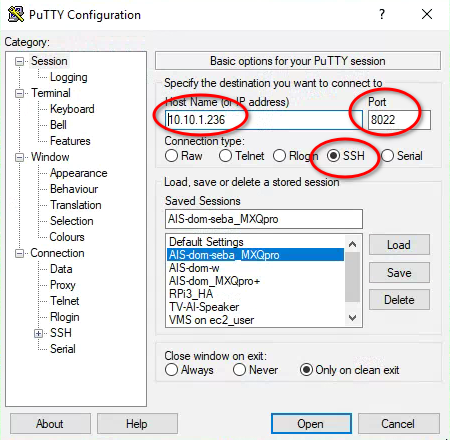 PuTTY Configuration
Category:
Session
Logging
Terminal
Keyboard
Bell
Features
Window
Appearance
Behaviour
Translation
Selection
Colours
Connection
Data
Proxy
Telnet
Rlogin
SSH
Serial
Basic options for your PuTTY session
Specify the destination you want to connect to
Host Name (or IP address) Port
10.10.1.236 8022
Connection type:
Raw Telnet Rlogin SSH Serial
Load, save or delete a stored session
Saved Sessions
AIS-dom-seba_MXQpro
Default Settings
AIS-dom-seba_MXQpro
AIS-dom-w
AIS-dom_MXQpro+
RPi3_HA
TV-AI-Speaker
VMS on ec2_user
Load
Save
Delete
Close window on exit:
Always Never Only on clean exit
About Help Open Cancel